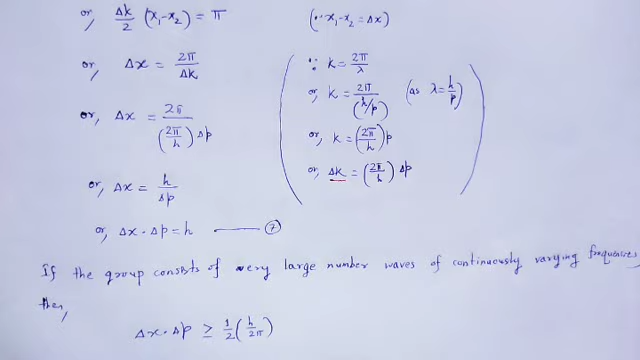 or, Δk/2 (x₁-x₂) = π (∵ x₁-x₂ = Δx)
or, Δx = 2π/Δk
or, Δx = 2π/((2π/h) Δp)
or, Δx = h/Δp
or, Δx · Δp = h —— ⑦
∵ k = 2π/λ
or, k = 2π/(h/p) (as λ = h/p)
or, k = (2π/h) p
or, Δk = (2π/h) Δp
If the group consists of very large number waves of continuously varying frequencies
then,
Δx · Δp ≥ 1/2 (h/2π)